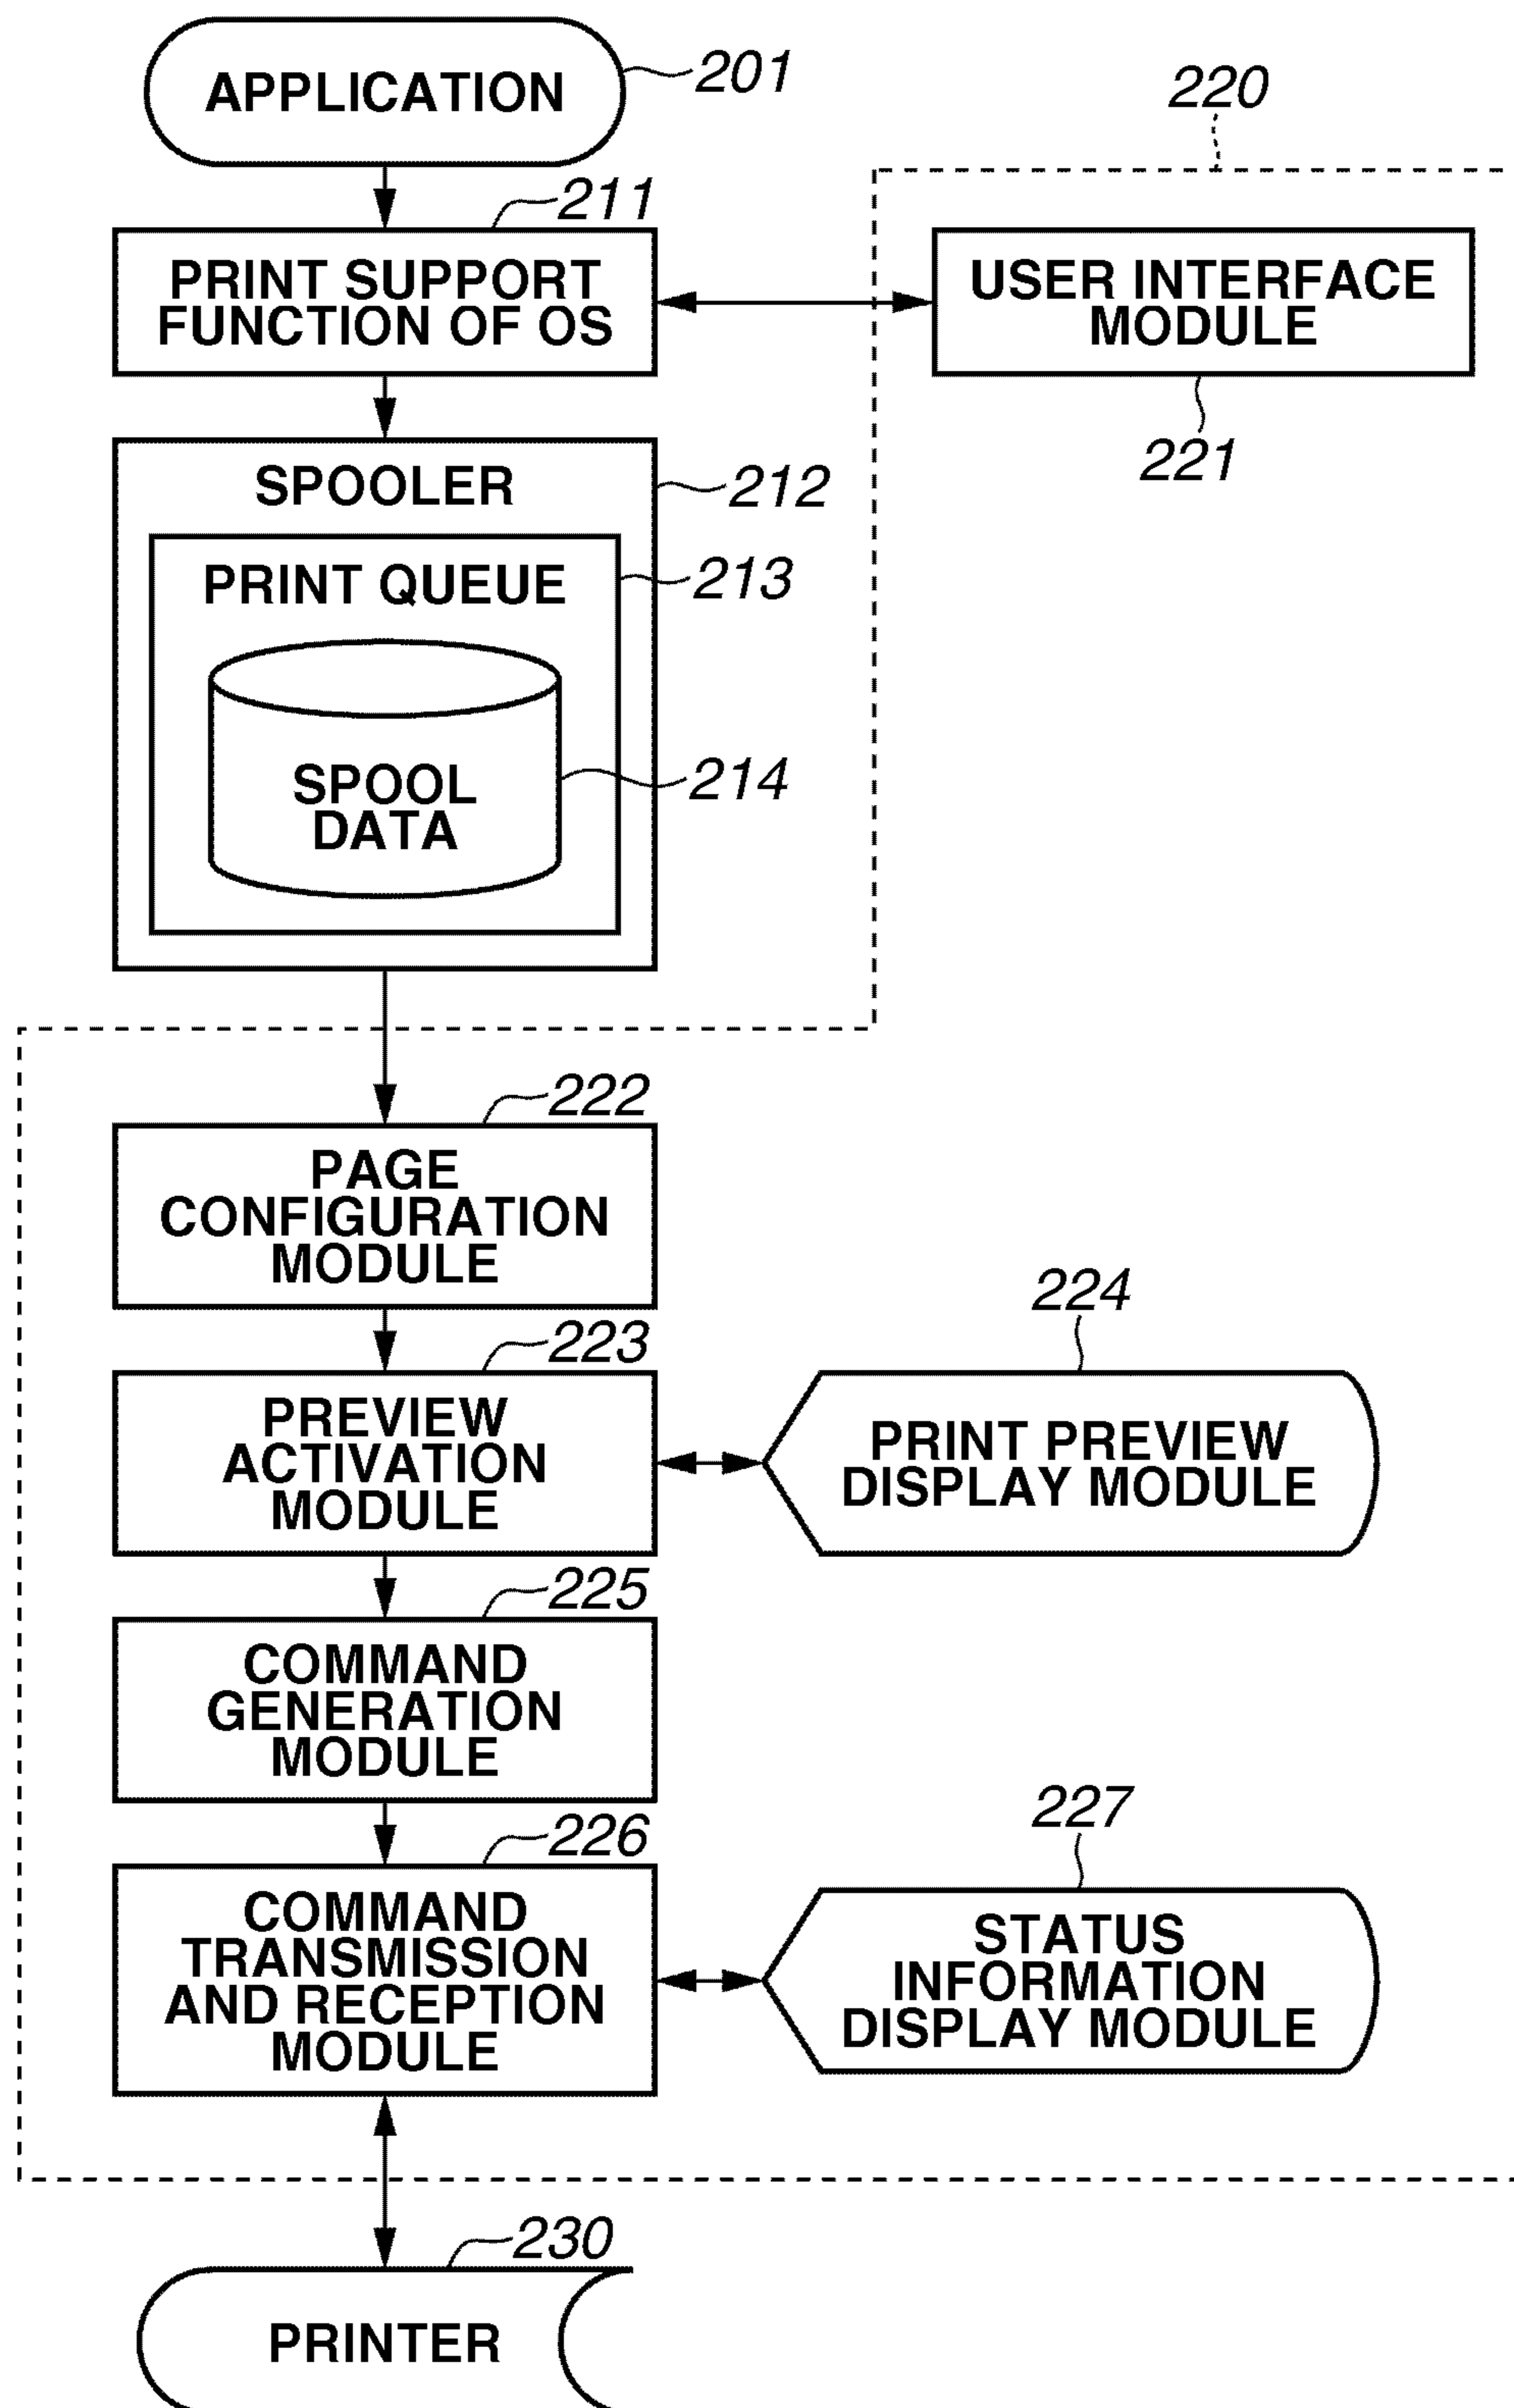 APPLICATION
201
220
211
PRINT SUPPORT
FUNCTION OF OS
USER INTERFACE
MODULE
221
SPOOLER
212
PRINT QUEUE
213
SPOOL
DATA
214
222
PAGE
CONFIGURATION
MODULE
223
224
PREVIEW
ACTIVATION
MODULE
PRINT PREVIEW
DISPLAY MODULE
225
COMMAND
GENERATION
MODULE
226
227
COMMAND
TRANSMISSION
AND RECEPTION
MODULE
STATUS
INFORMATION
DISPLAY MODULE
230
PRINTER